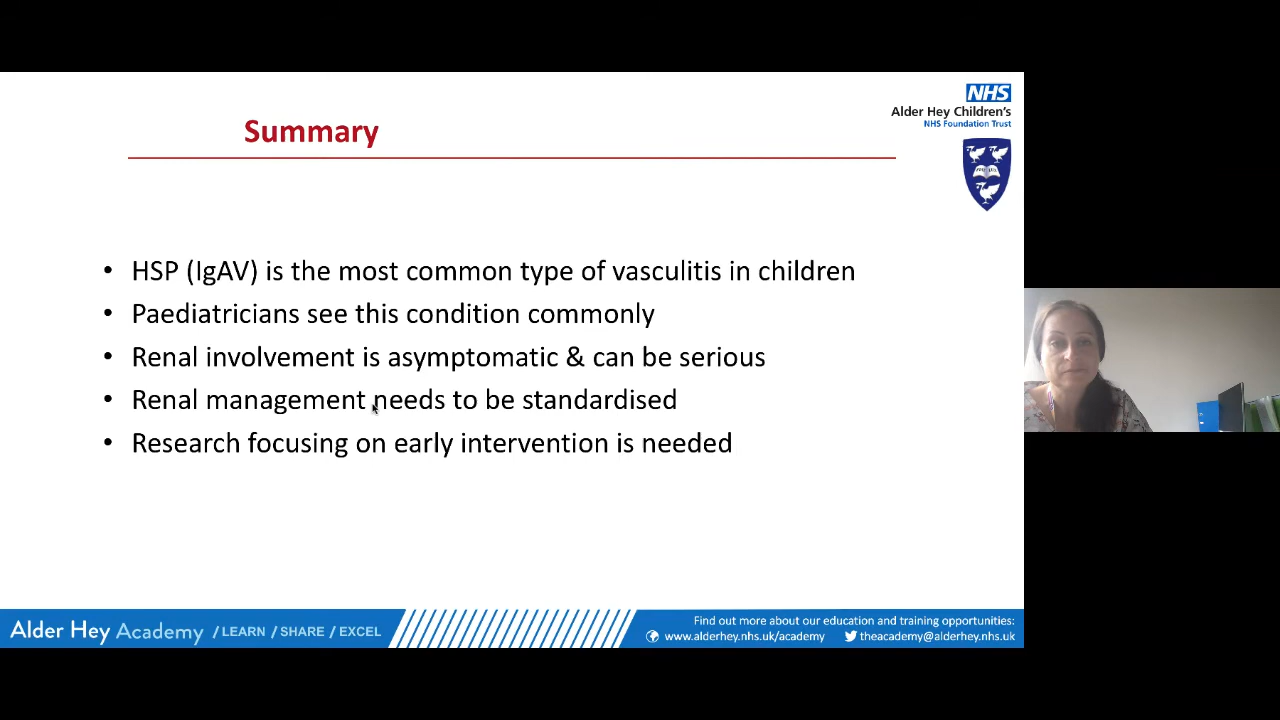 NHS
Alder Hey Children's
NHS Foundation Trust
Summary
• HSP (IgAV) is the most common type of vasculitis in children
• Paediatricians see this condition commonly
• Renal involvement is asymptomatic & can be serious
• Renal management needs to be standardised
• Research focusing on early intervention is needed
Alder Hey Academy / LEARN / SHARE / EXCEL
Find out more about our education and training opportunities:
www.alderhey.nhs.uk/academy theacademy@alderhey.nhs.uk